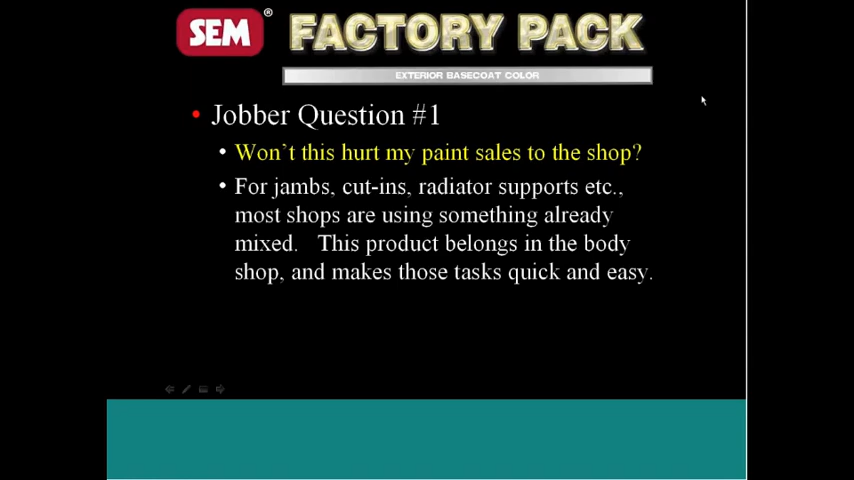 SEM® FACTORY PACK
EXTERIOR BASECOAT COLOR
• Jobber Question #1
• Won't this hurt my paint sales to the shop?
• For jambs, cut-ins, radiator supports etc.,
most shops are using something already
mixed. This product belongs in the body
shop, and makes those tasks quick and easy.